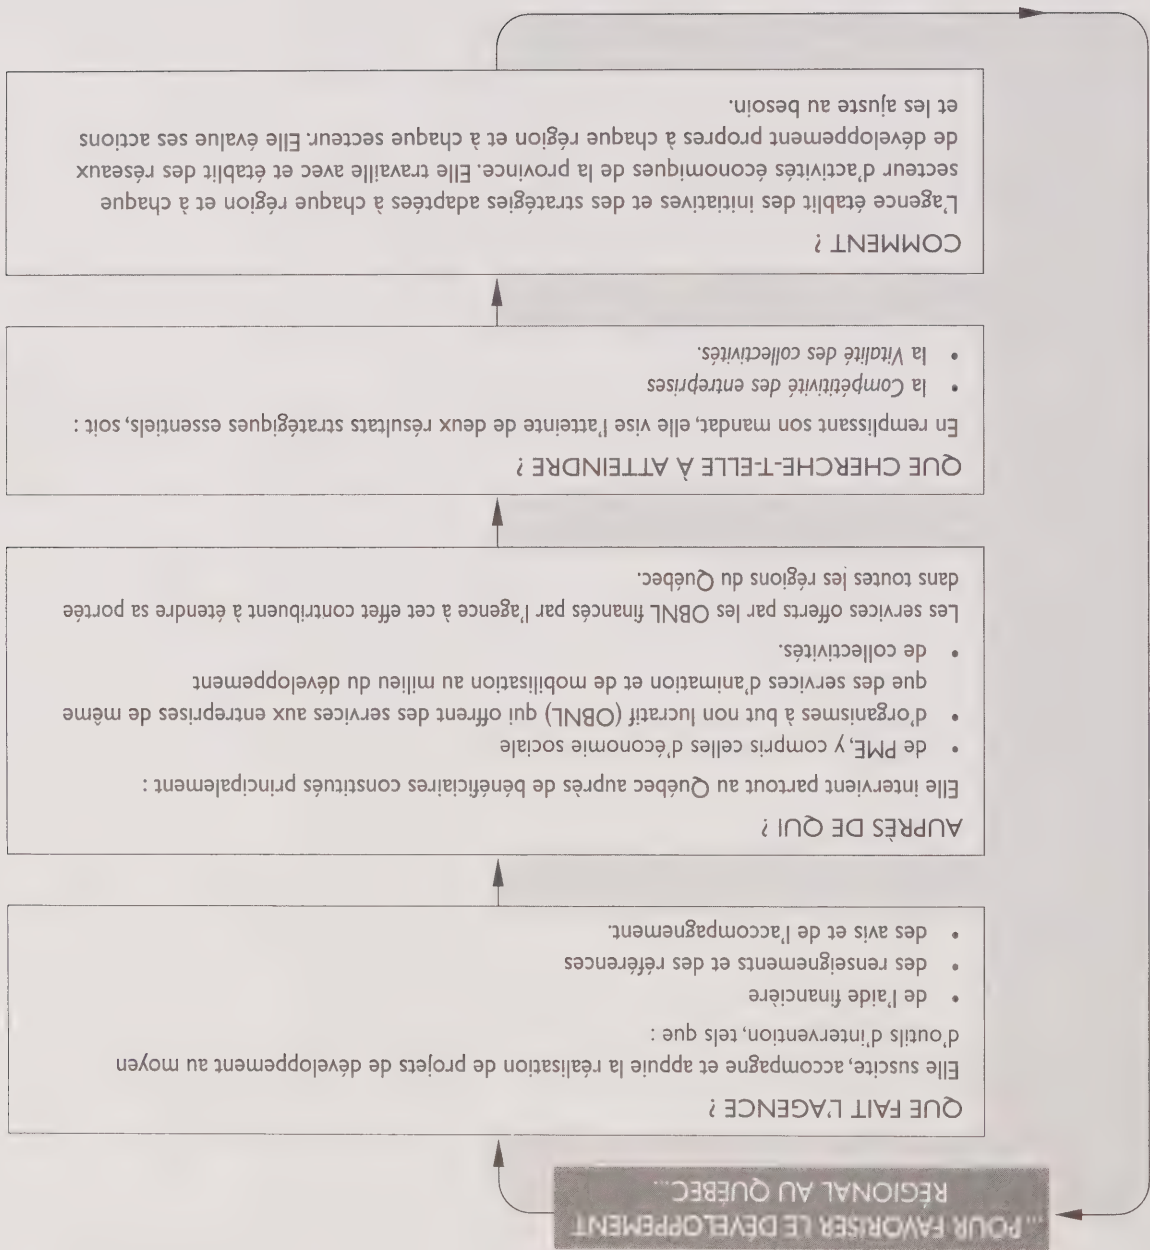 ...POUR FAVORISER LE DÉVELOPPEMENT
RÉGIONAL AU QUÉBEC...
QUE FAIT L'AGENCE ?
Elle suscite, accompagne et appuie la réalisation de projets de développement au moyen
d'outils d'intervention, tels que :
• de l'aide financière
• des renseignements et des références
• des avis et de l'accompagnement.
AUPRÈS DE QUI ?
Elle intervient partout au Québec auprès de bénéficiaires constitués principalement :
• de PME, y compris celles d'économie sociale
• d'organismes à but non lucratif (OBNL) qui offrent des services aux entreprises de même
que des services d'animation et de mobilisation au milieu du développement
• de collectivités.
Les services offerts par les OBNL financés par l'agence à cet effet contribuent à étendre sa portée
dans toutes les régions du Québec.
QUE CHERCHE-T-ELLE À ATTEINDRE ?
En remplissant son mandat, elle vise l'atteinte de deux résultats stratégiques essentiels, soit :
• la Compétitivité des entreprises
• la Vitalité des collectivités.
COMMENT ?
L'agence établit des initiatives et des stratégies adaptées à chaque région et à chaque
secteur d'activités économiques de la province. Elle travaille avec et établit des réseaux
de développement propres à chaque région et à chaque secteur. Elle évalue ses actions
et les ajuste au besoin.